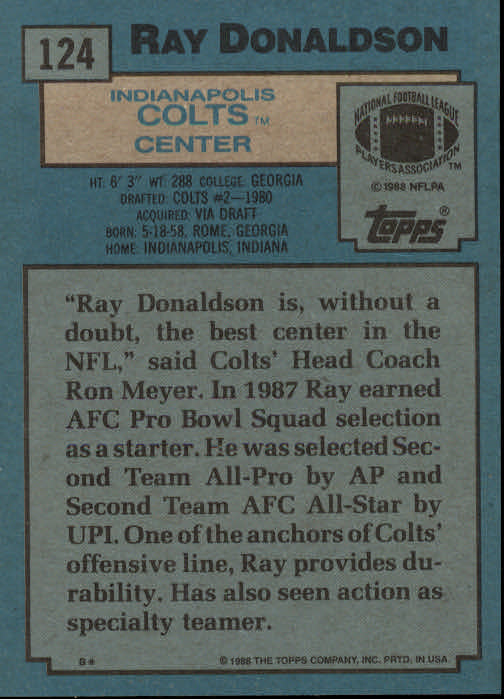 124
RAY DONALDSON
INDIANAPOLIS
COLTS TM
CENTER
NATIONAL FOOTBALL LEAGUE
PLAYERS ASSOCIATION TM
© 1988 NFLPA
topps®
HT: 6' 3" WT: 288 COLLEGE: GEORGIA
DRAFTED: COLTS #2—1980
ACQUIRED: VIA DRAFT
BORN: 5-18-58, ROME, GEORGIA
HOME: INDIANAPOLIS, INDIANA
"Ray Donaldson is, without a
doubt, the best center in the
NFL," said Colts' Head Coach
Ron Meyer. In 1987 Ray earned
AFC Pro Bowl Squad selection
as a starter. He was selected Sec-
ond Team All-Pro by AP and
Second Team AFC All-Star by
UPI. One of the anchors of Colts'
offensive line, Ray provides du-
rability. Has also seen action as
specialty teamer.
B* © 1988 THE TOPPS COMPANY, INC. PRTD. IN USA.